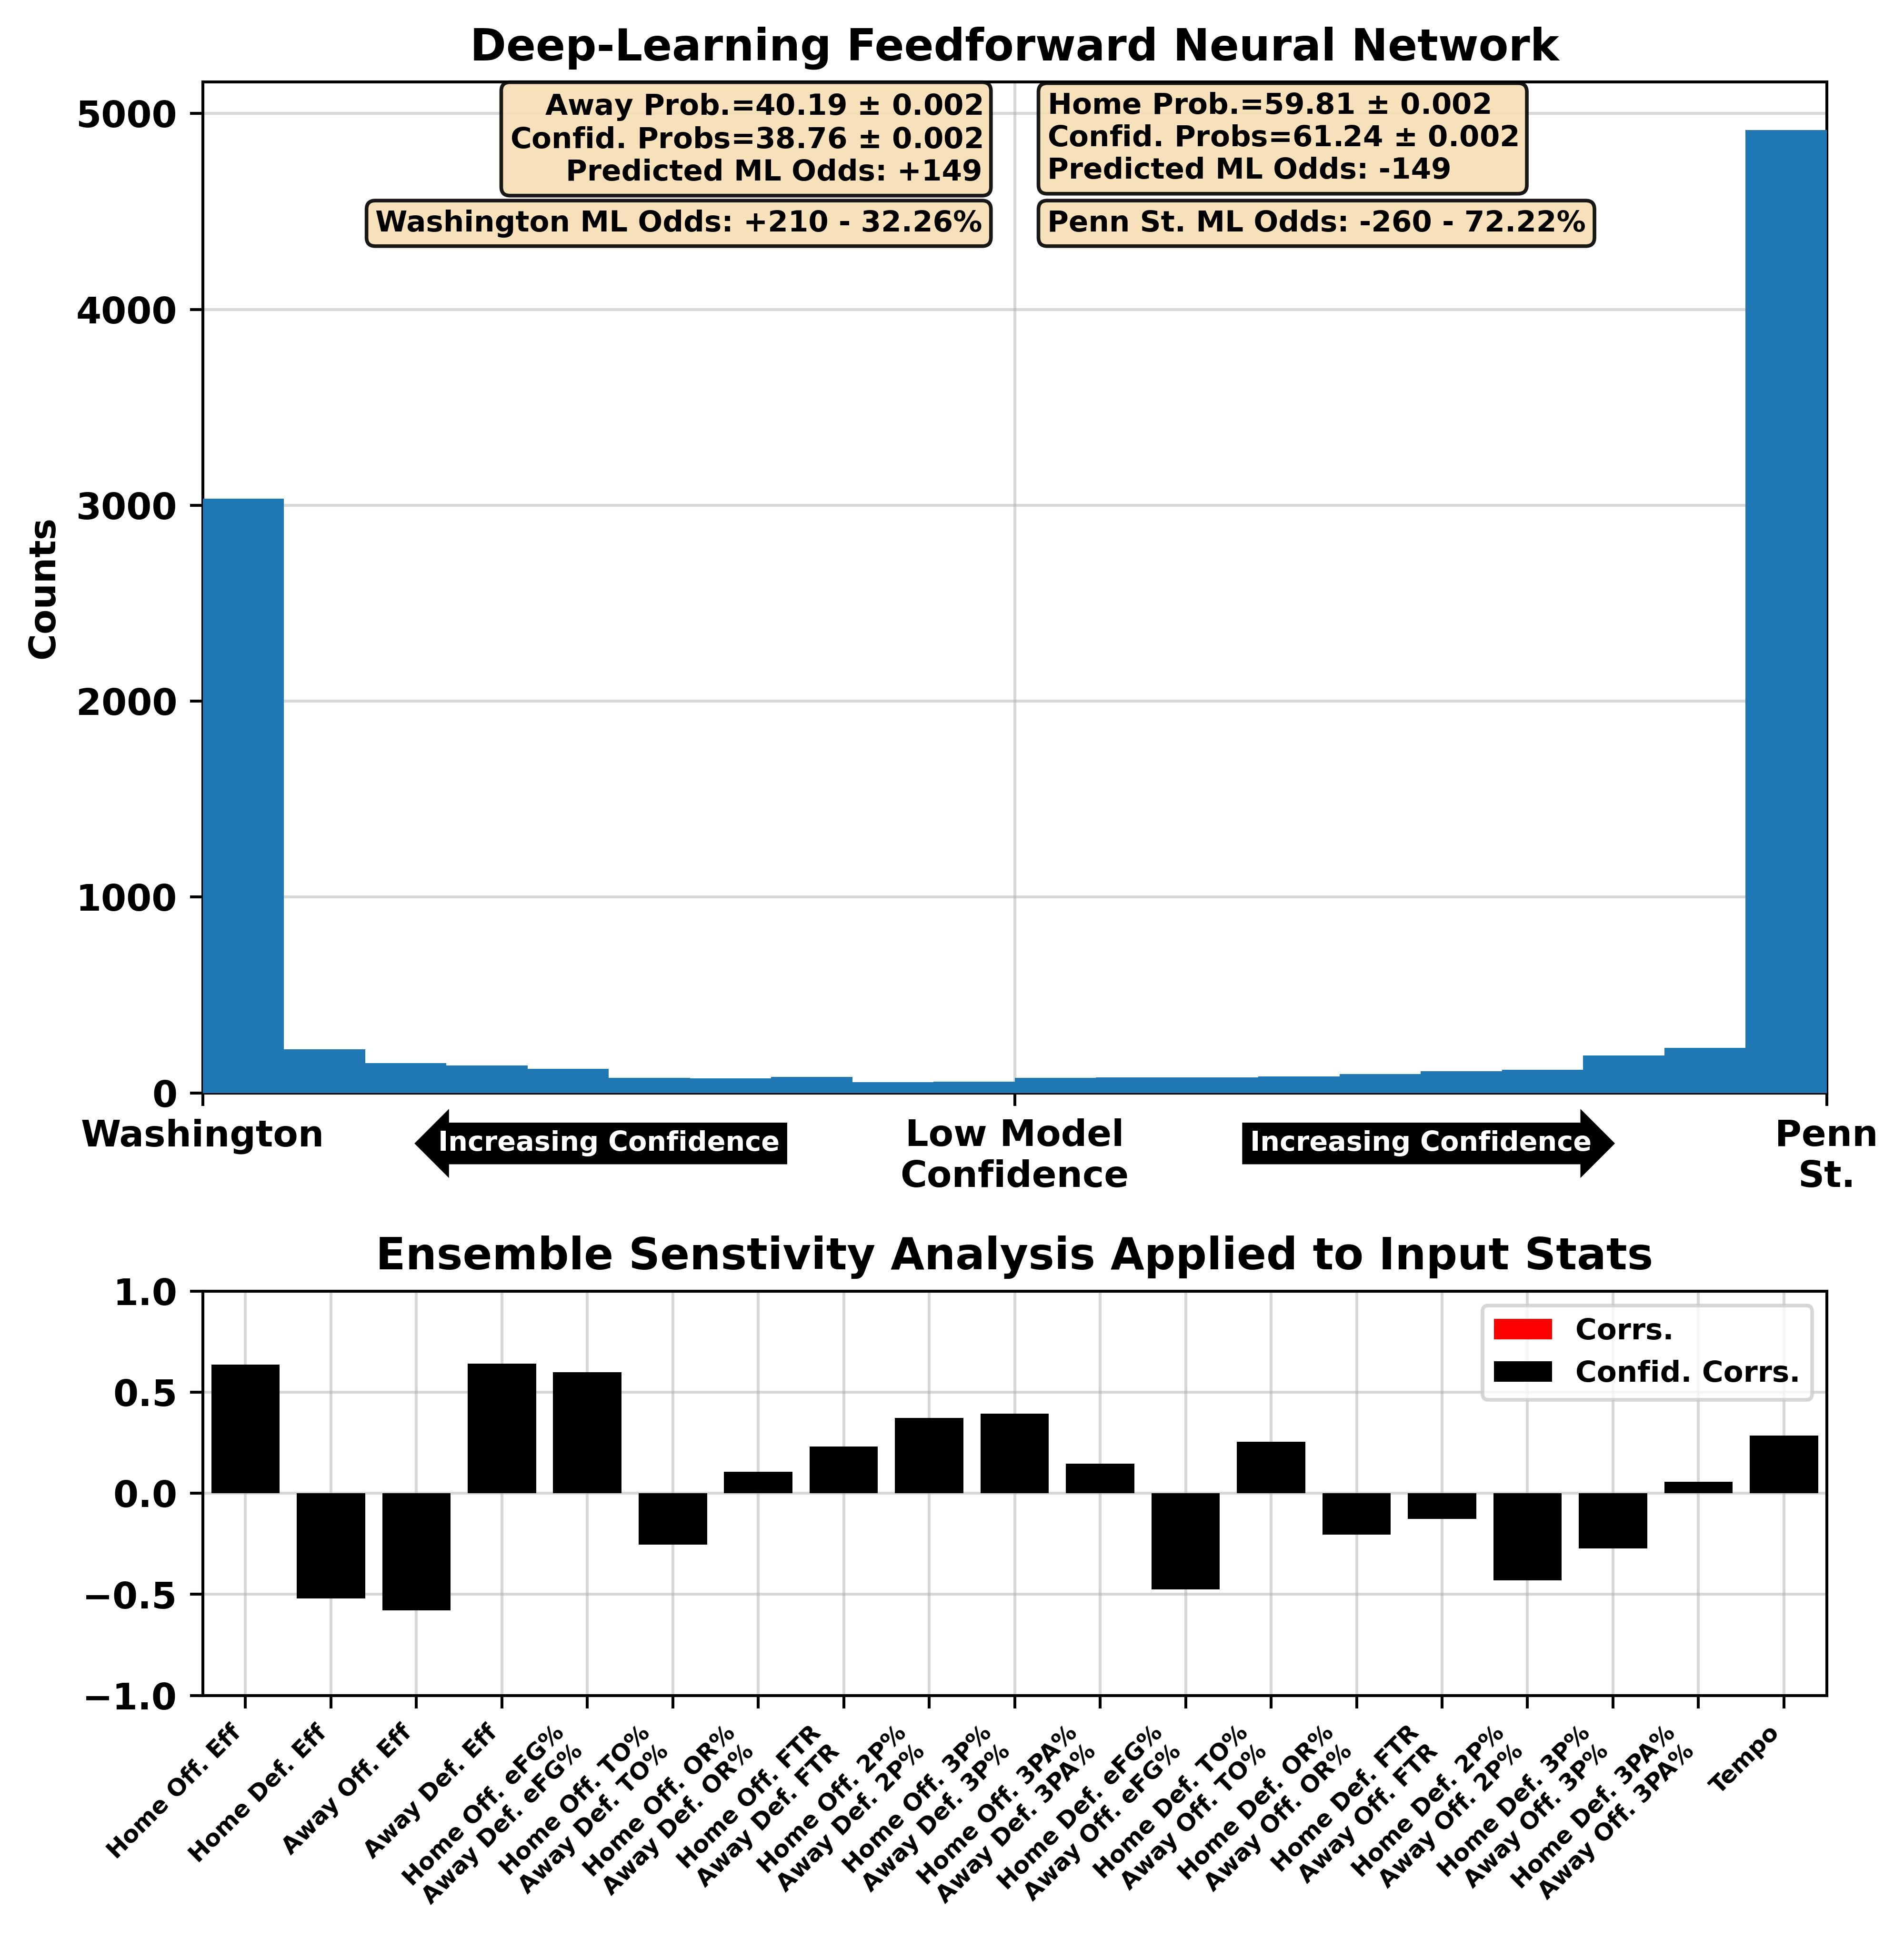 Deep-Learning Feedforward Neural Network
Away Prob.=40.19 ± 0.002
Confid. Probs=38.76 ± 0.002
Predicted ML Odds: +149
Home Prob.=59.81 ± 0.002
Confid. Probs=61.24 ± 0.002
Predicted ML Odds: -149
Washington ML Odds: +210 - 32.26%
Penn St. ML Odds: -260 - 72.22%
5000
4000
3000
2000
1000
0
Counts
Washington
Increasing Confidence
Low Model
Confidence
Increasing Confidence
Penn
St.
Ensemble Senstivity Analysis Applied to Input Stats
1.0
0.5
0.0
−0.5
−1.0
Corrs.
Confid. Corrs.
Home Off. Eff
Home Def. Eff
Away Off. Eff
Away Def. Eff
Home Off. eFG%
Away Def. eFG%
Home Off. TO%
Away Def. TO%
Home Off. OR%
Away Def. OR%
Home Off. FTR
Away Def. FTR
Home Off. 2P%
Away Def. 2P%
Home Off. 3P%
Away Def. 3P%
Home Off. 3PA%
Away Def. 3PA%
Home Def. eFG%
Away Off. eFG%
Home Def. TO%
Away Off. TO%
Home Def. OR%
Away Off. OR%
Home Def. FTR
Away Off. FTR
Home Def. 2P%
Away Off. 2P%
Home Def. 3P%
Away Off. 3P%
Home Def. 3PA%
Away Off. 3PA%
Tempo